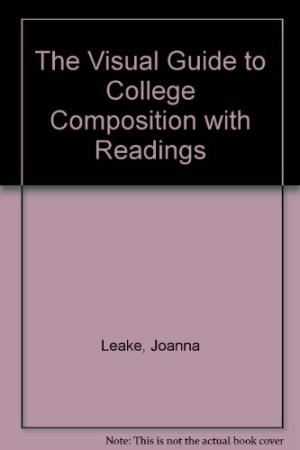 The Visual Guide to
College
Composition with
Readings
Leake, Joanna
Note: This is not the actual book cover